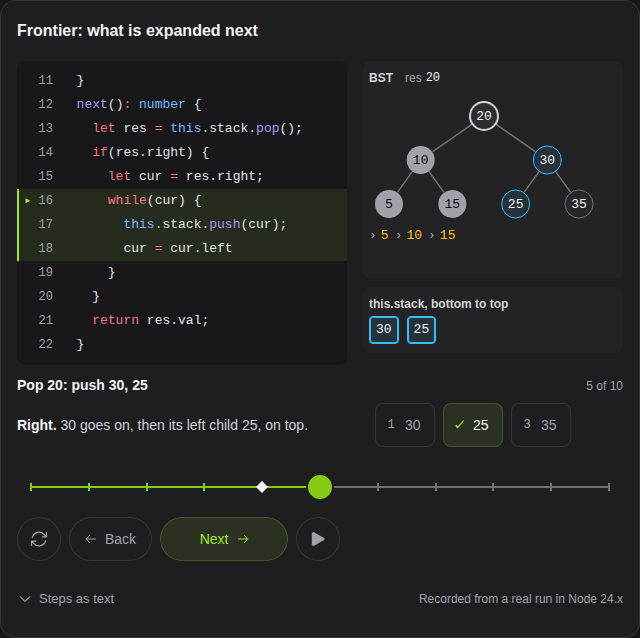 Frontier: what is expanded next
11 }
12 next(): number {
13 let res = this.stack.pop();
14 if(res.right) {
15 let cur = res.right;
16 while(cur) {
17 this.stack.push(cur);
18 cur = cur.left
19 }
20 }
21 return res.val;
22 }
BST res 20
20
10 30
5 15 25 35
› 5 › 10 › 15
this.stack, bottom to top
30 25
Pop 20: push 30, 25
5 of 10
Right. 30 goes on, then its left child 25, on top.
1 30 ✓ 25 3 35
← Back Next →
Steps as text
Recorded from a real run in Node 24.x